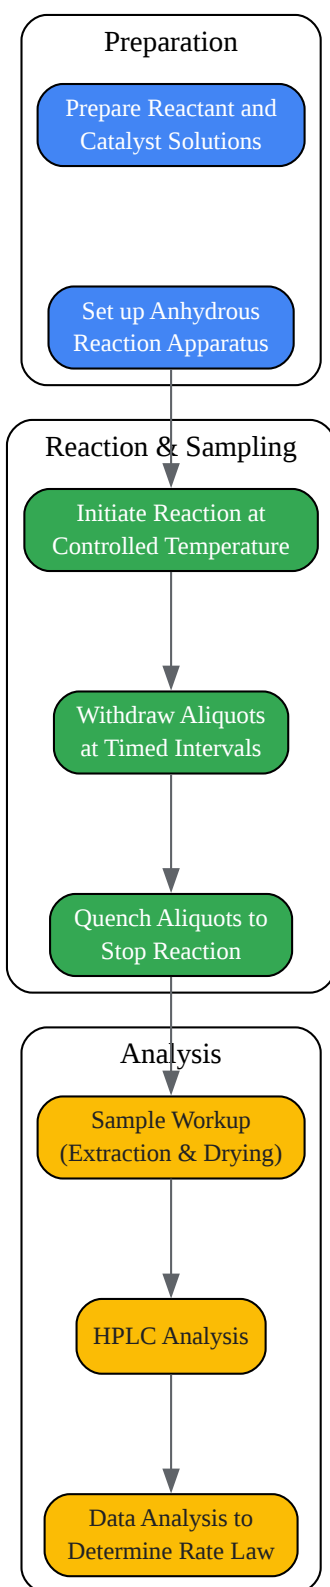 Preparation
Prepare Reactant and
Catalyst Solutions
Set up Anhydrous
Reaction Apparatus
Reaction & Sampling
Initiate Reaction at
Controlled Temperature
Withdraw Aliquots
at Timed Intervals
Quench Aliquots to
Stop Reaction
Analysis
Sample Workup
(Extraction & Drying)
HPLC Analysis
Data Analysis to
Determine Rate Law